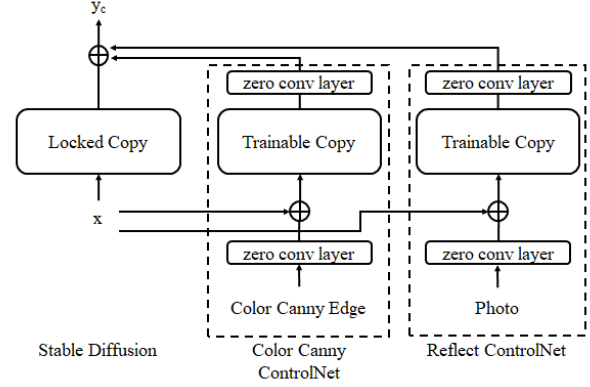 y_c
zero conv layer
zero conv layer
Locked Copy
Trainable Copy
Trainable Copy
x
zero conv layer
zero conv layer
Color Canny Edge
Photo
Stable Diffusion
Color Canny
ControlNet
Reflect ControlNet